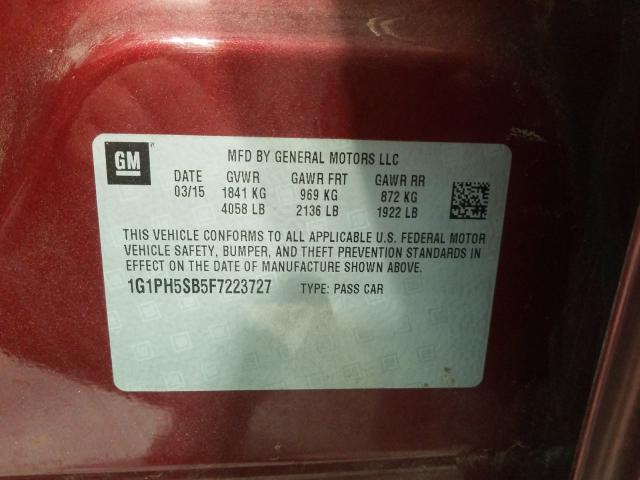 GM
MFD BY GENERAL MOTORS LLC
DATE GVWR GAWR FRT GAWR RR
03/15 1841 KG 969 KG 872 KG
4058 LB 2136 LB 1922 LB
THIS VEHICLE CONFORMS TO ALL APPLICABLE U.S. FEDERAL MOTOR
VEHICLE SAFETY, BUMPER, AND THEFT PREVENTION STANDARDS IN
EFFECT ON THE DATE OF MANUFACTURE SHOWN ABOVE.
1G1PH5SB5F7223727 TYPE: PASS CAR